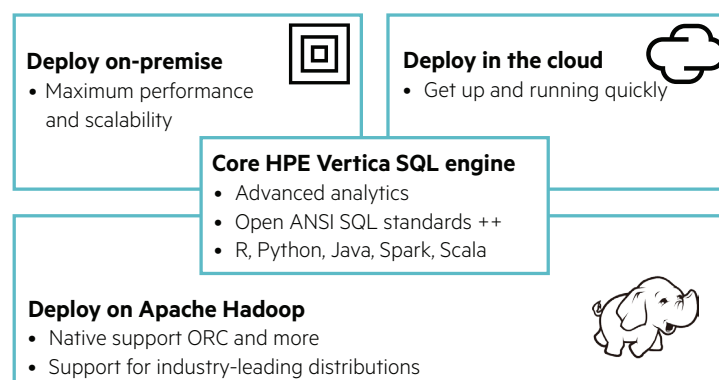 Deploy on-premise
• Maximum performance
and scalability
Deploy in the cloud
• Get up and running quickly
Core HPE Vertica SQL engine
• Advanced analytics
• Open ANSI SQL standards ++
• R, Python, Java, Spark, Scala
Deploy on Apache Hadoop
• Native support ORC and more
• Support for industry-leading distributions